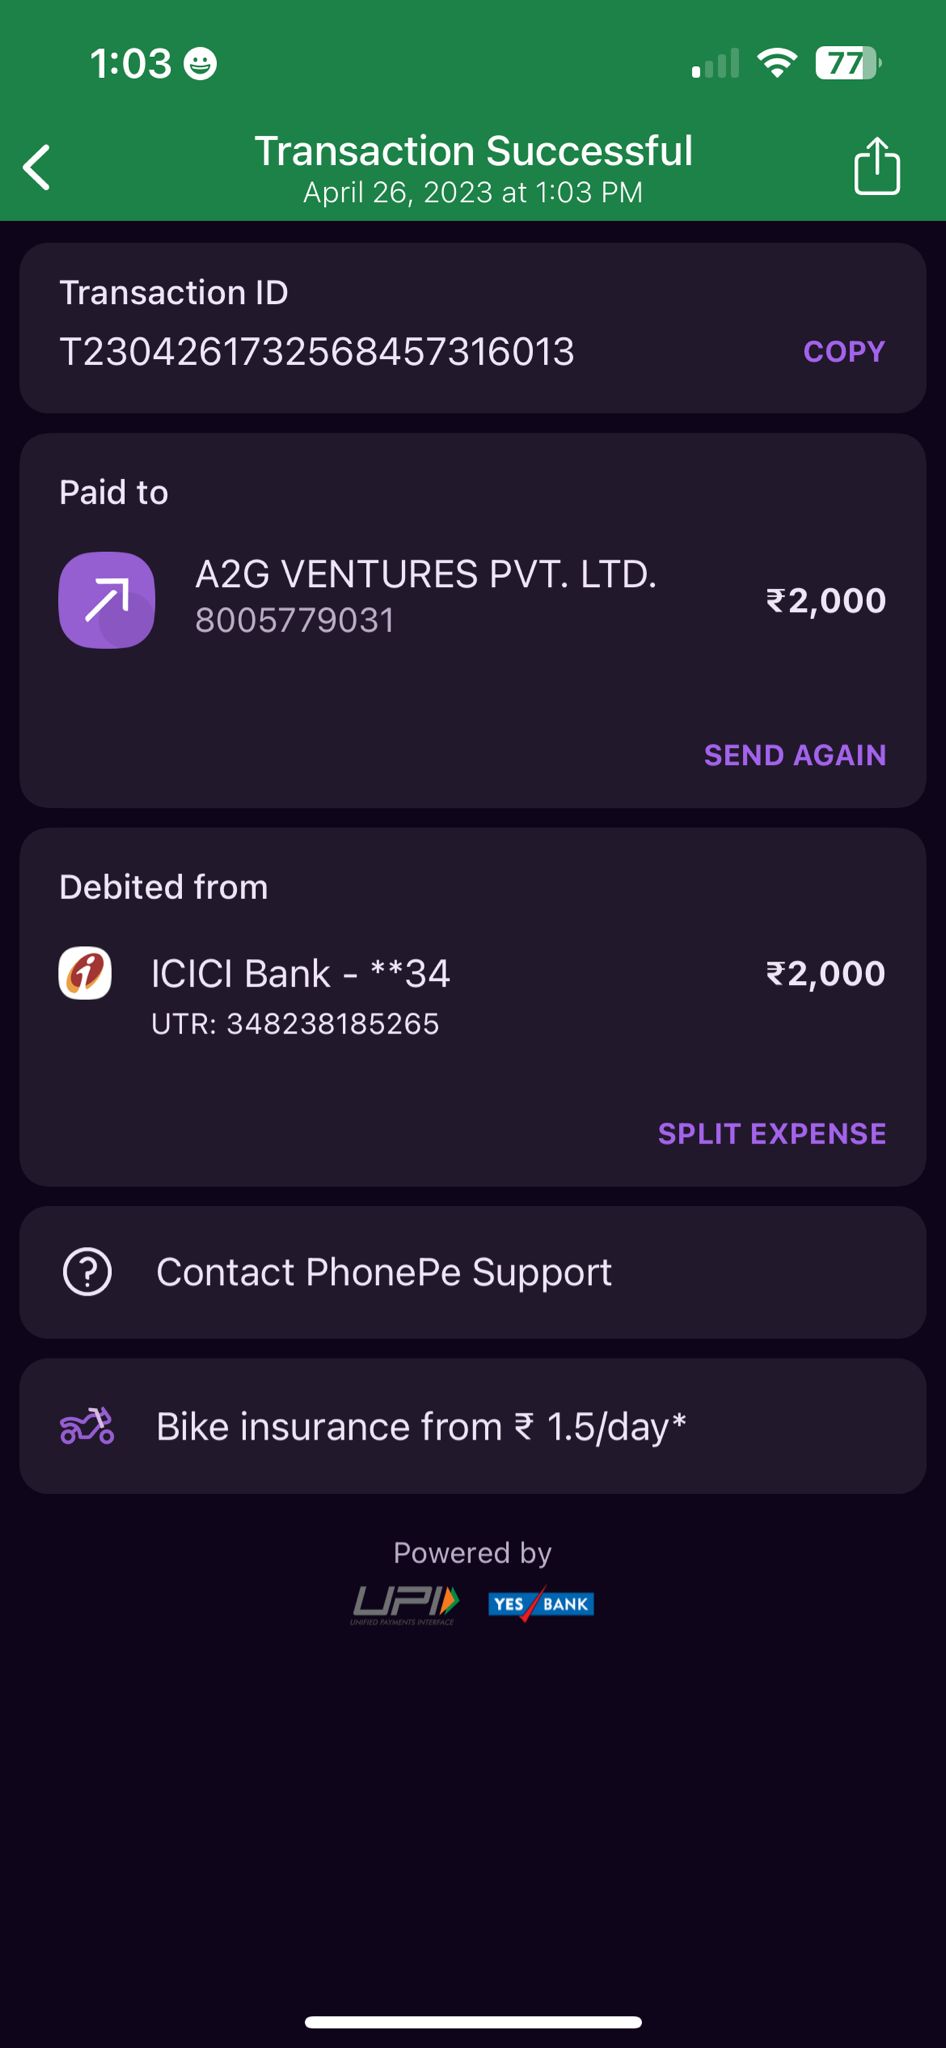 1:03
77
Transaction Successful
April 26, 2023 at 1:03 PM
Transaction ID
T2304261732568457316013
COPY
Paid to
A2G VENTURES PVT. LTD.
8005779031
₹2,000
SEND AGAIN
Debited from
ICICI Bank - **34
₹2,000
UTR: 348238185265
SPLIT EXPENSE
Contact PhonePe Support
Bike insurance from ₹ 1.5/day*
Powered by
UPI
UNIFIED PAYMENTS INTERFACE
YES BANK